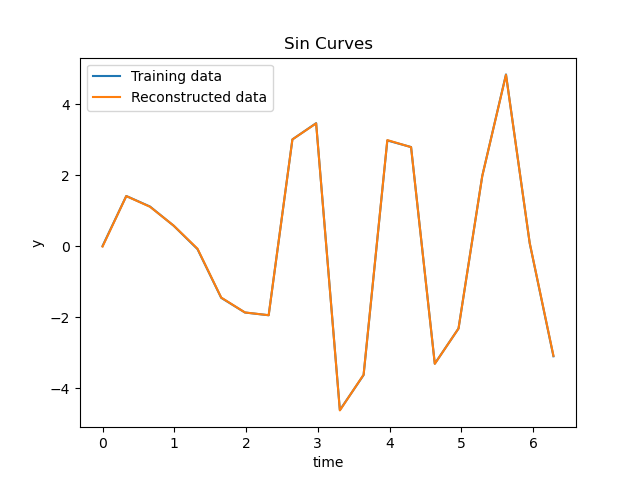 Sin Curves
Training data
Reconstructed data
4
2
0
−2
−4
y
0 1 2 3 4 5 6
time